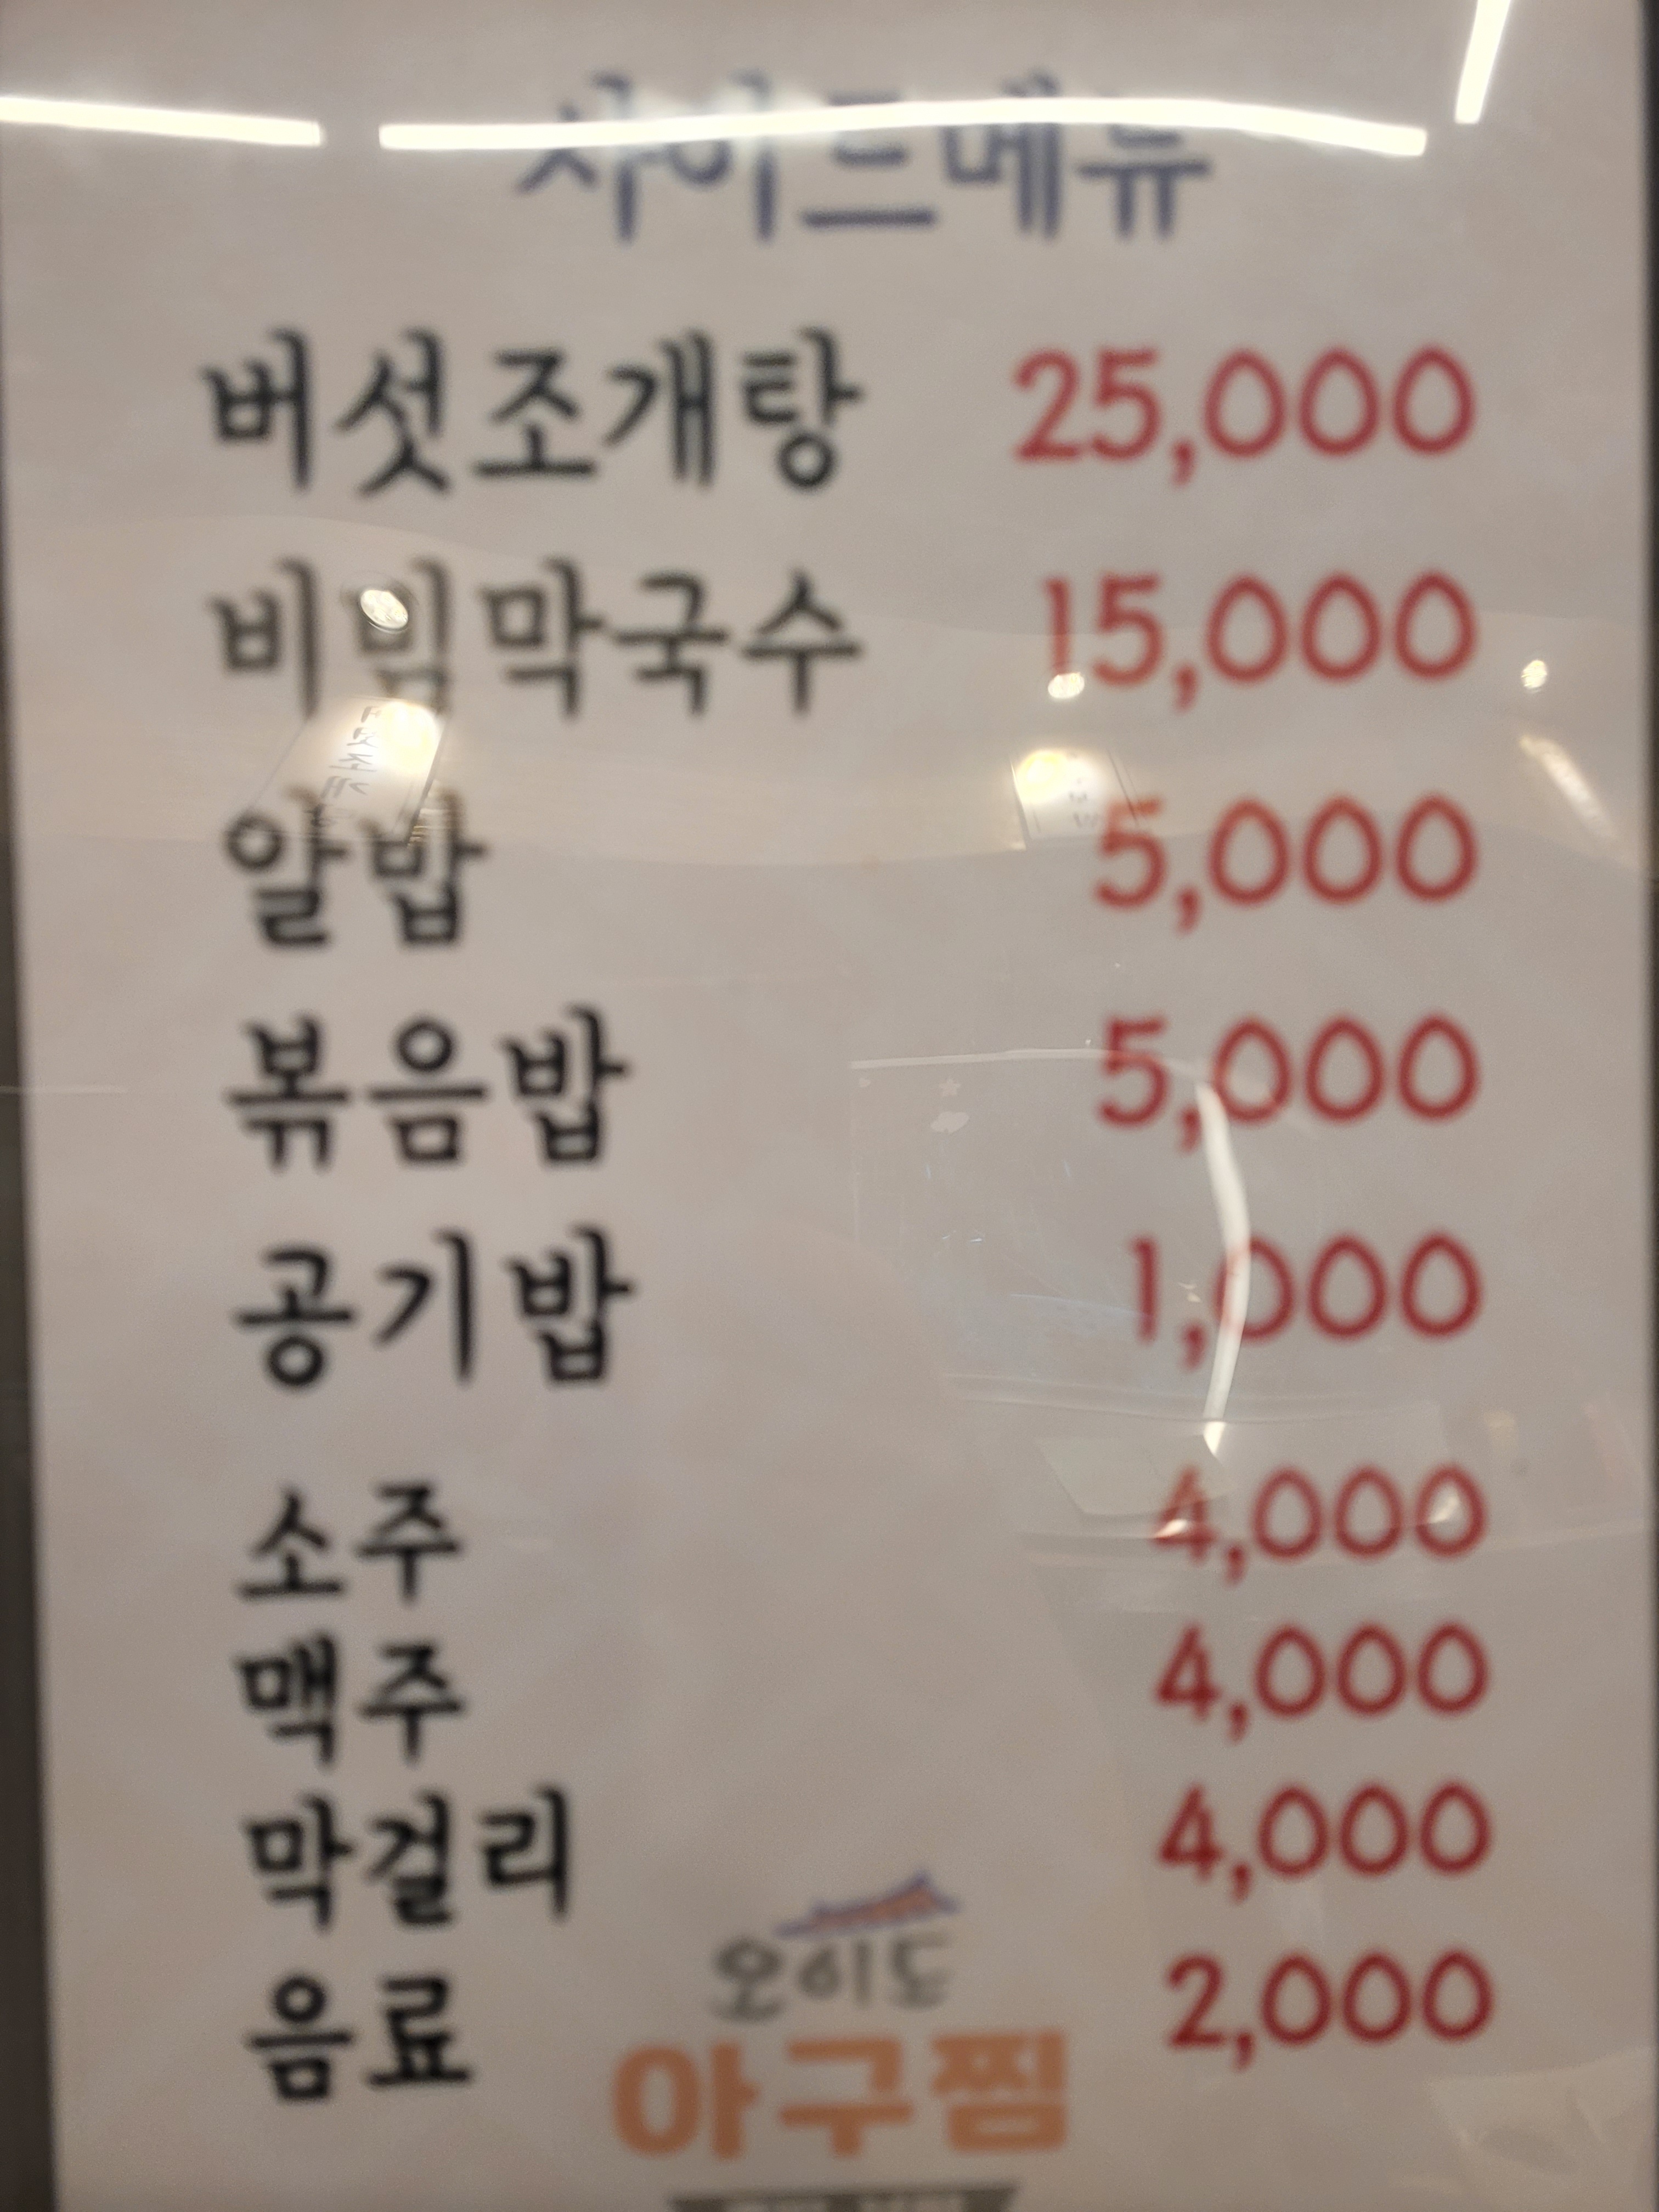 사이드메뉴
버섯조개탕 25,000
비빔막국수 15,000
알밥 5,000
볶음밥 5,000
공기밥 1,000
소주 4,000
맥주 4,000
막걸리 4,000
음료 2,000
오이도
아구찜